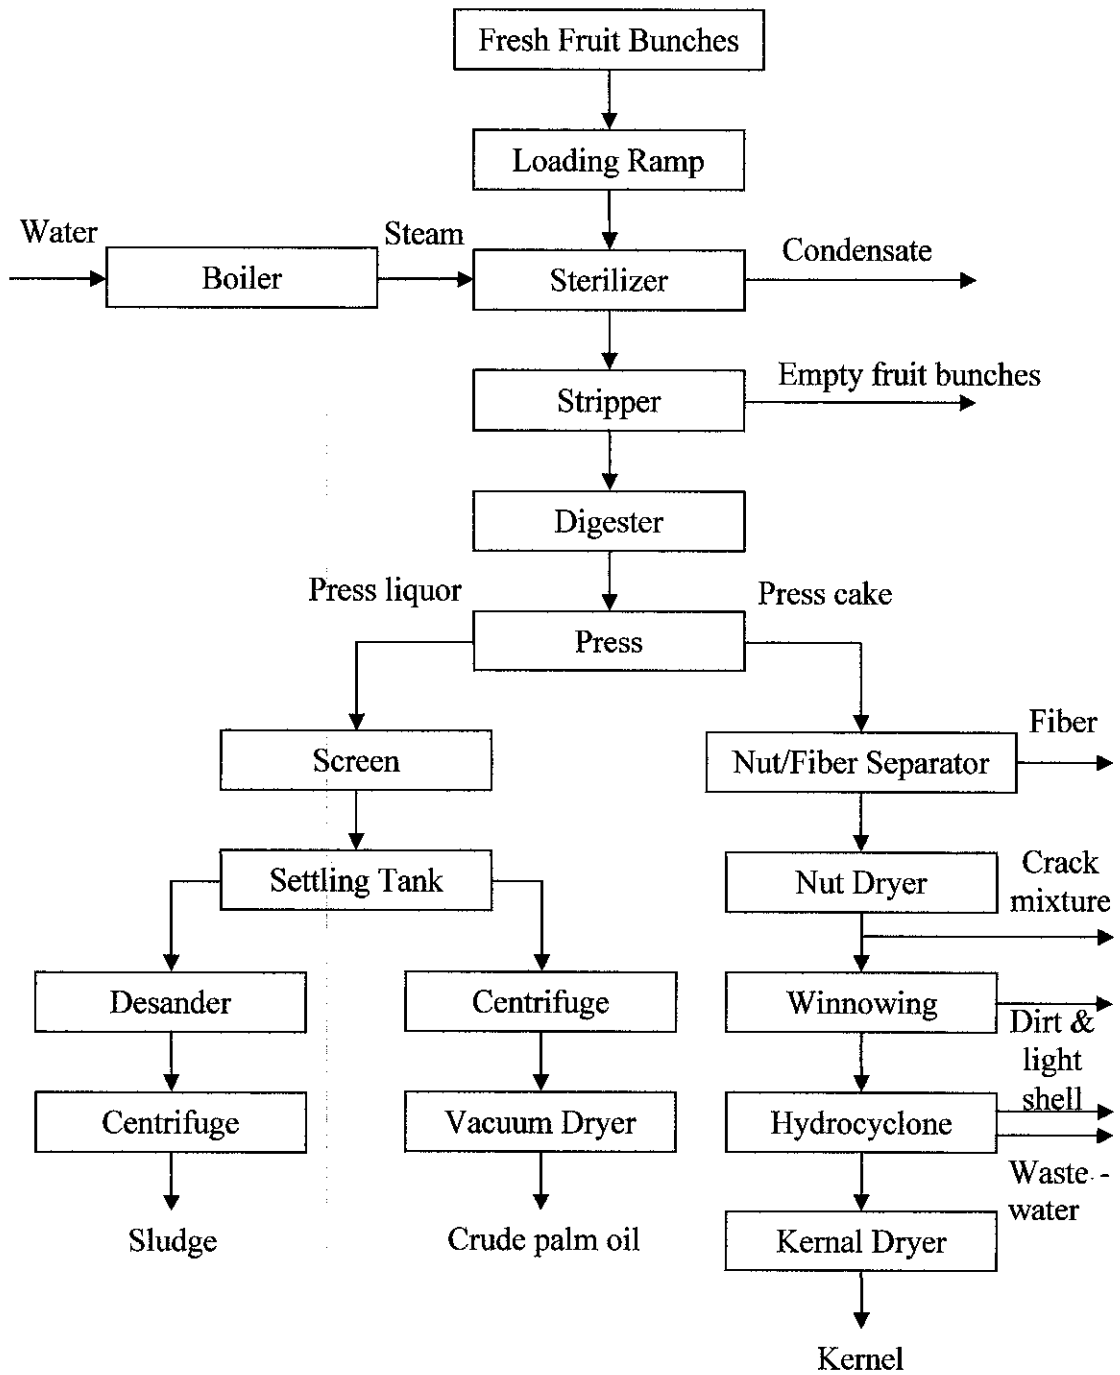 Fresh Fruit Bunches
Loading Ramp
Water
Steam
Boiler
Sterilizer
Condensate
Stripper
Empty fruit bunches
Digester
Press liquor
Press cake
Press
Screen
Nut/Fiber Separator
Fiber
Settling Tank
Nut Dryer
Crack
mixture
Desander
Centrifuge
Winnowing
Dirt &
light
shell
Centrifuge
Vacuum Dryer
Hydrocyclone
Waste-
water
Sludge
Crude palm oil
Kernal Dryer
Kernel